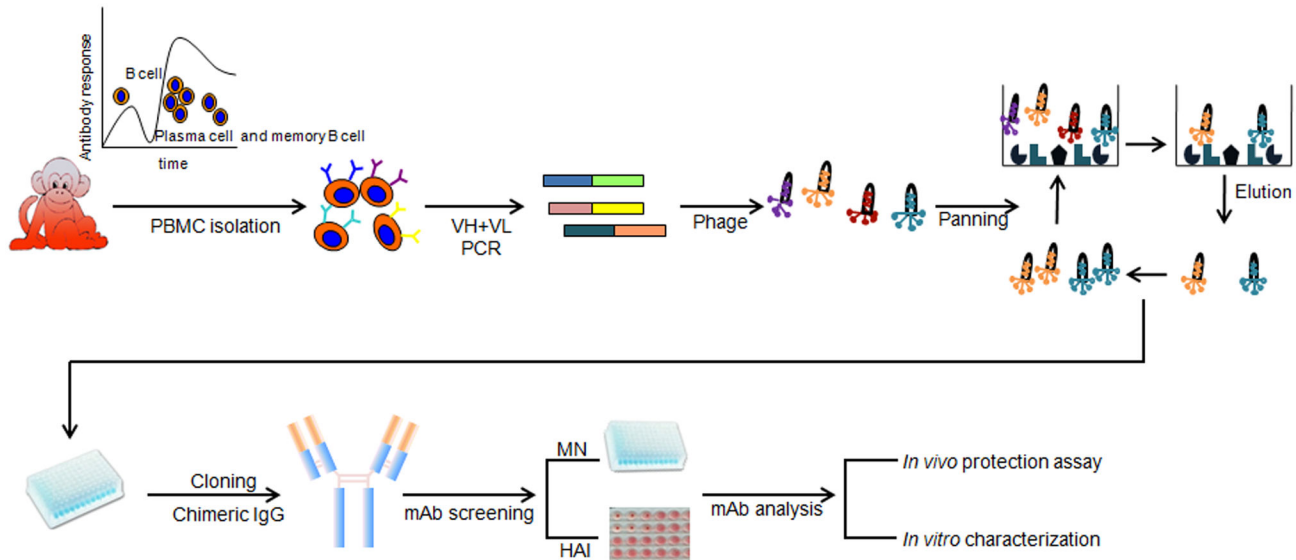 Antibody response
B cell
Plasma cell and memory B cell
time
PBMC isolation
VH+VL
PCR
Phage
Panning
Elution
Cloning
Chimeric IgG
mAb screening
MN
HAI
mAb analysis
In vivo protection assay
In vitro characterization